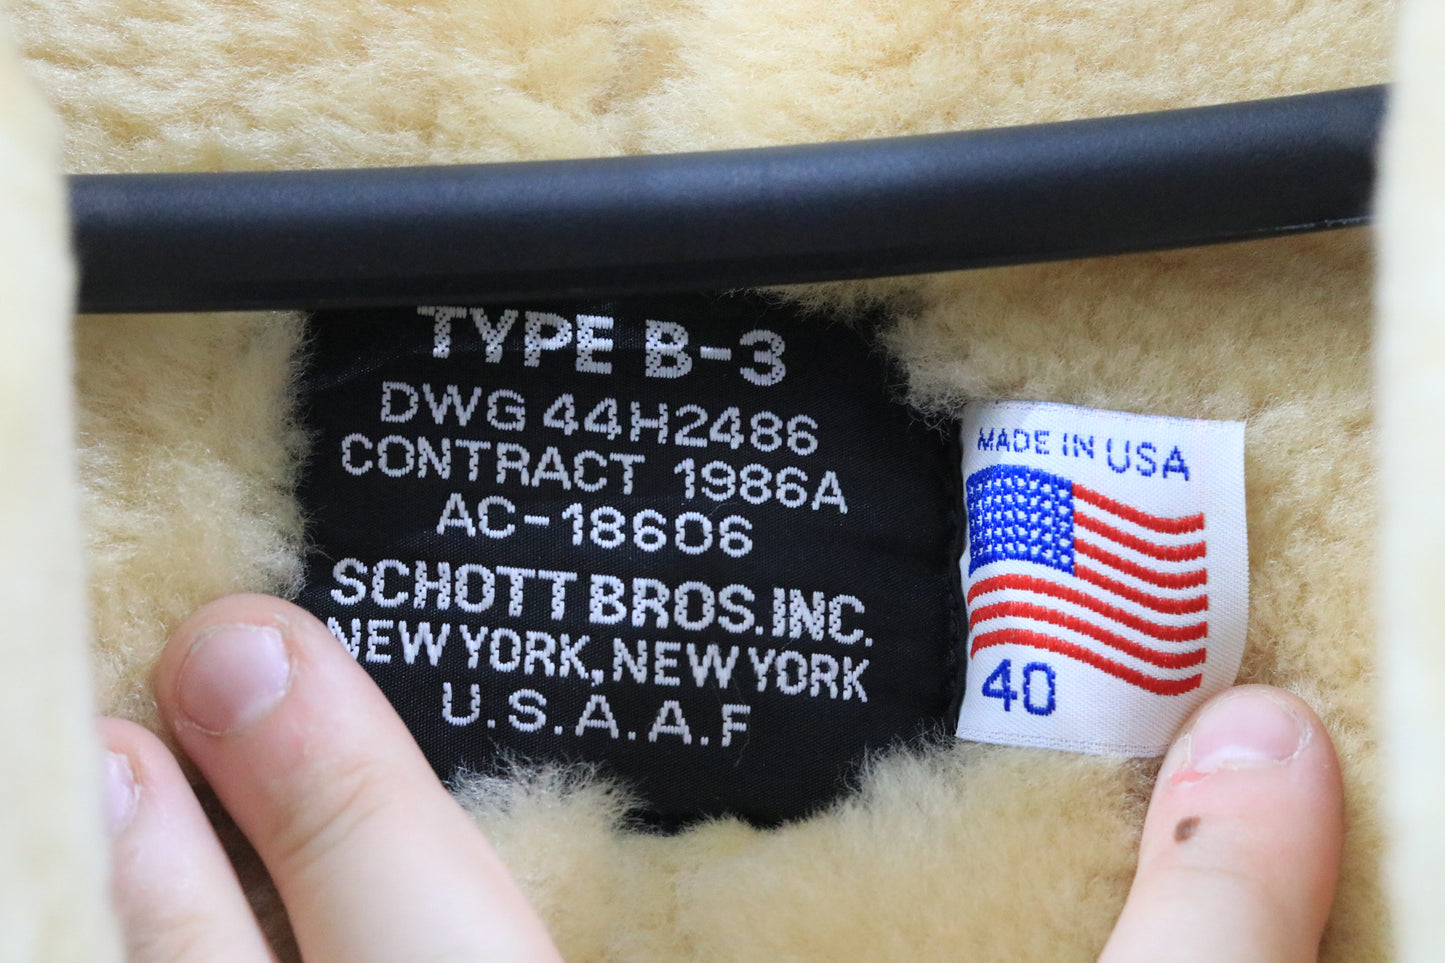 TYPE B-3
DWG 44H2486
CONTRACT 1986A
AC-18606
SCHOTT BROS. INC.
NEW YORK, NEW YORK
U.S.A.A.F
MADE IN USA
40